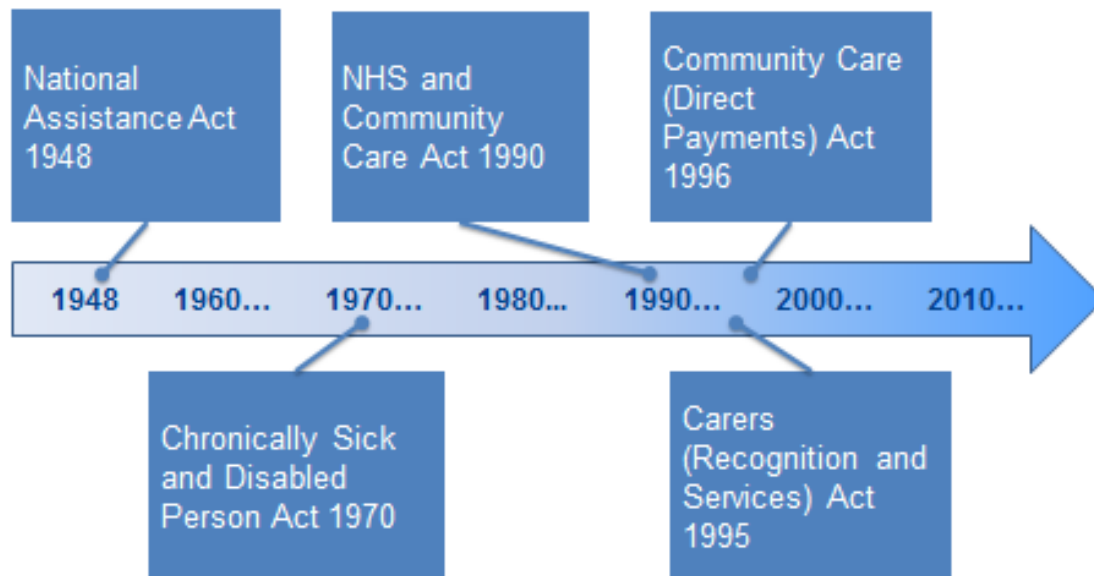 National
Assistance Act
1948
NHS and
Community
Care Act 1990
Community Care
(Direct
Payments) Act
1996
1948 1960... 1970... 1980... 1990... 2000... 2010...
Chronically Sick
and Disabled
Person Act 1970
Carers
(Recognition and
Services) Act
1995